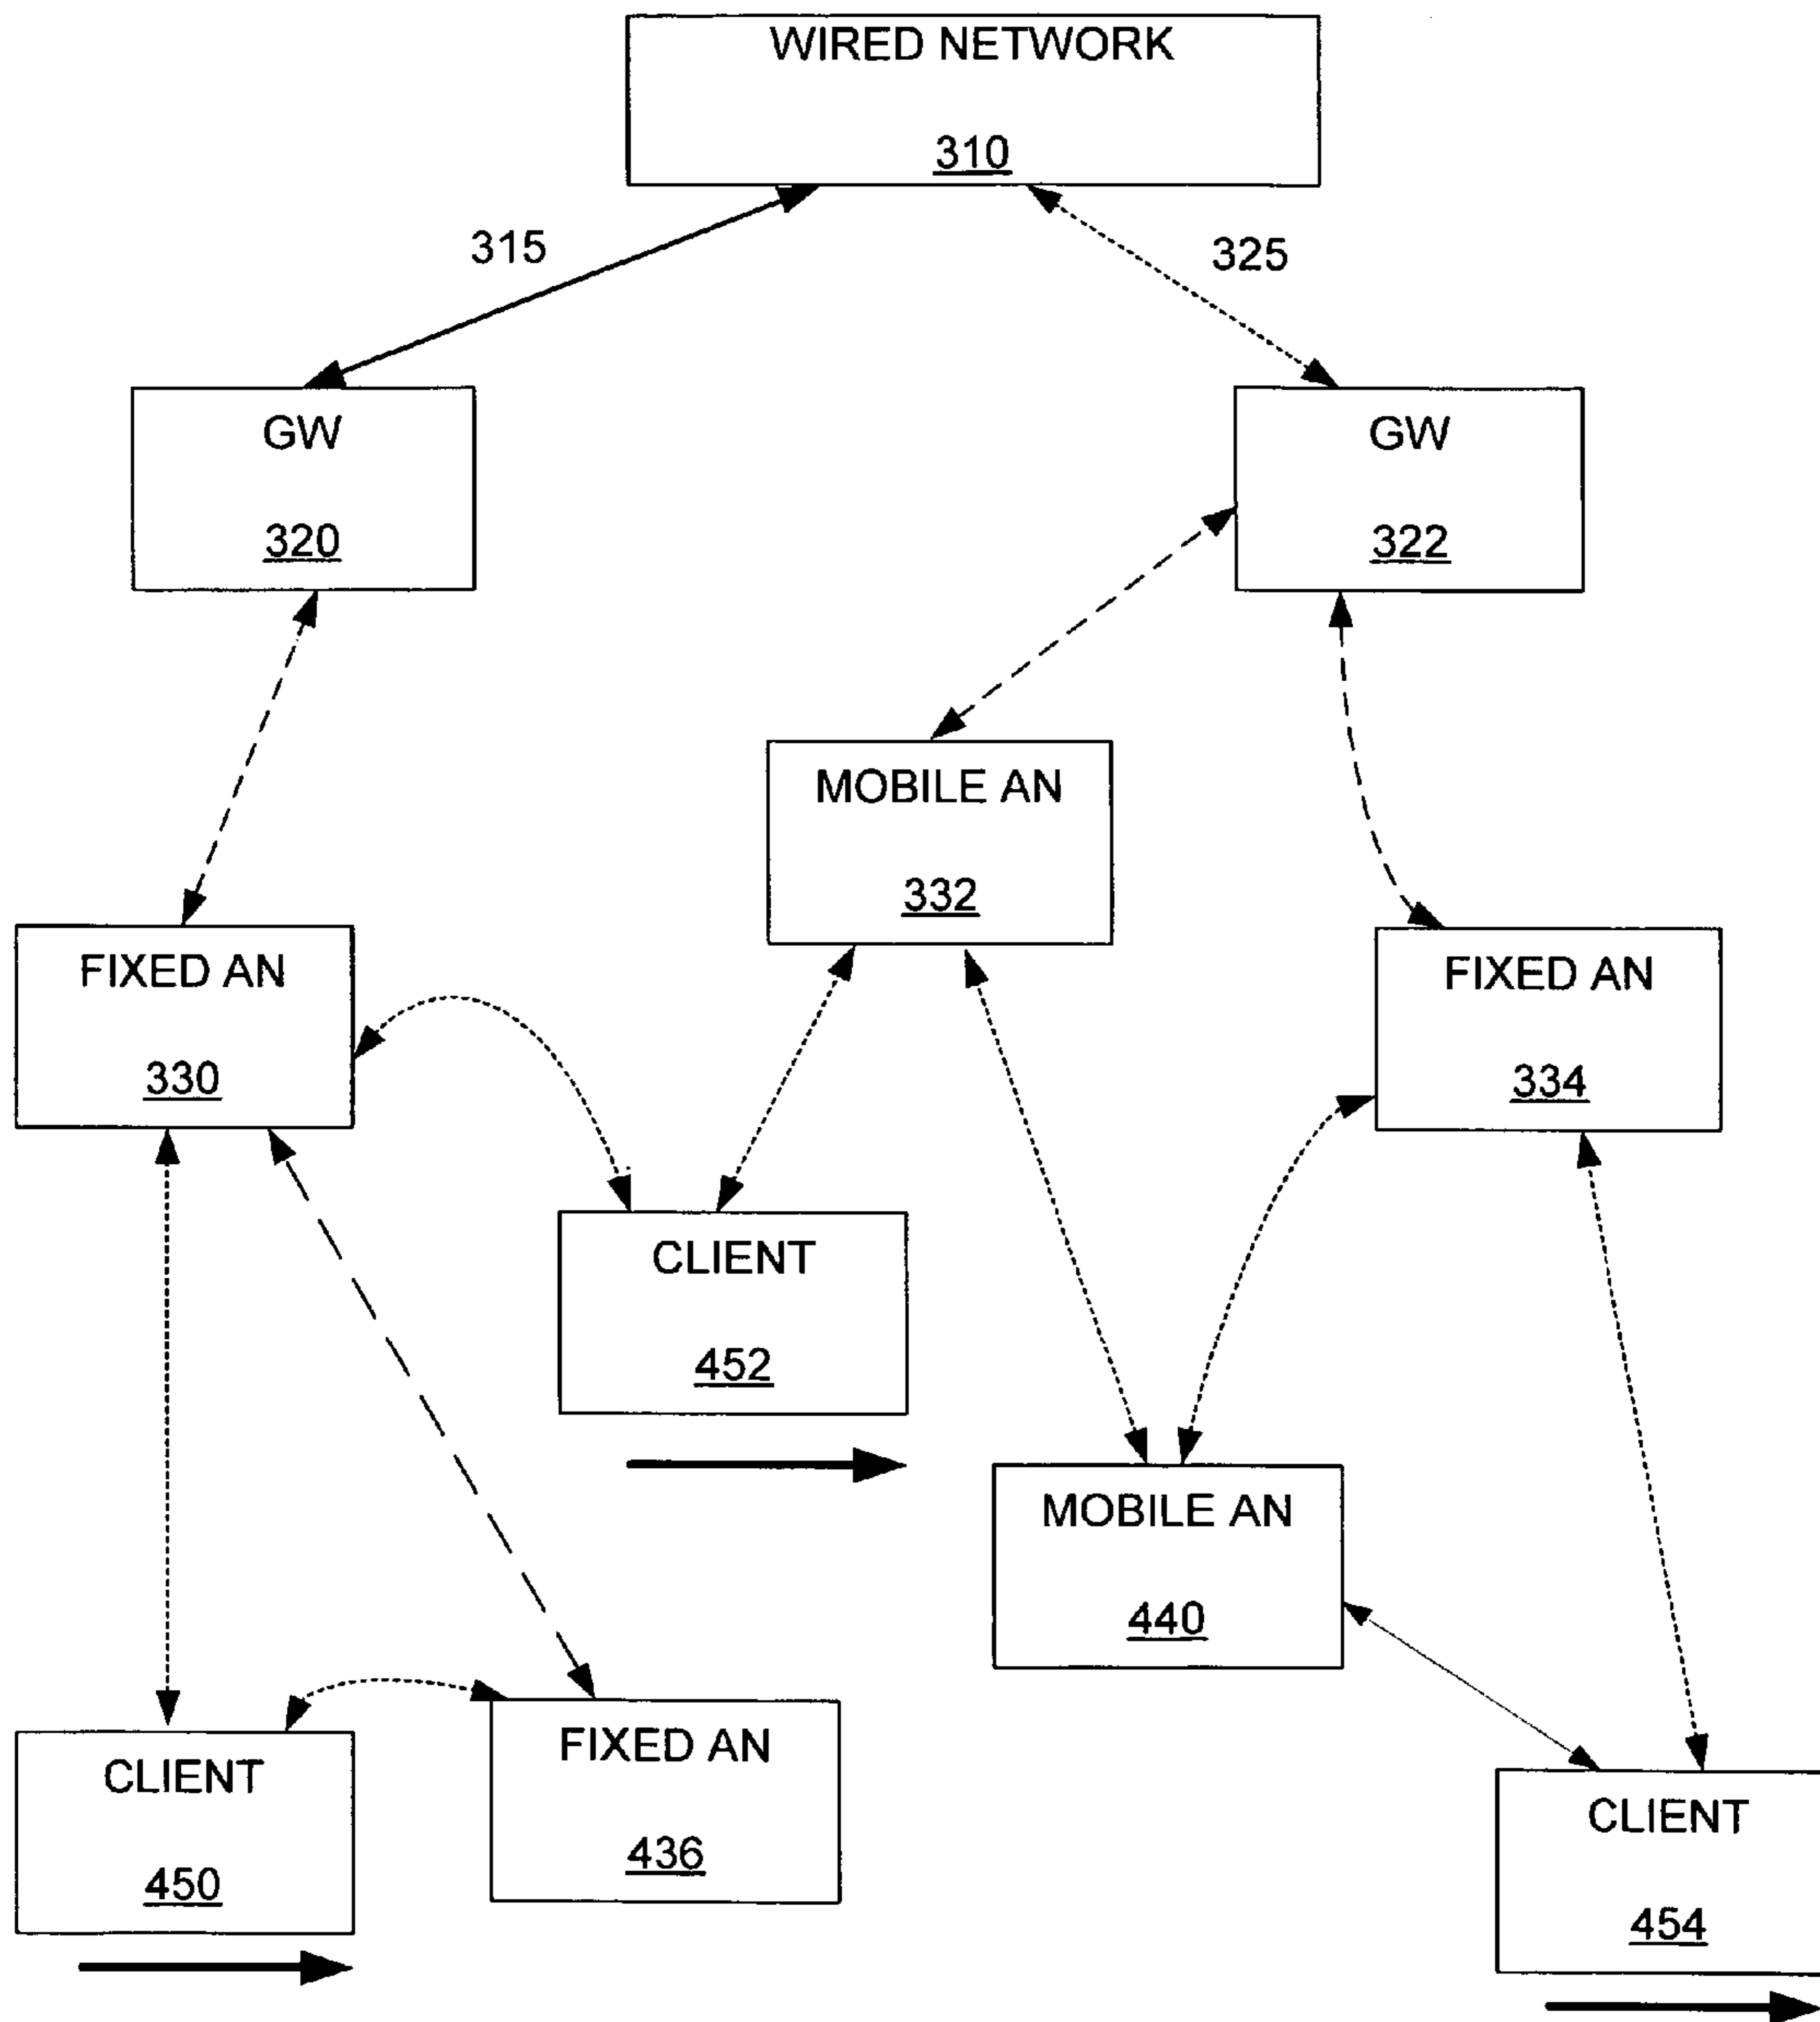 WIRED NETWORK
310
315
325
GW
320
GW
322
MOBILE AN
332
FIXED AN
330
FIXED AN
334
CLIENT
452
MOBILE AN
440
FIXED AN
436
CLIENT
450
CLIENT
454